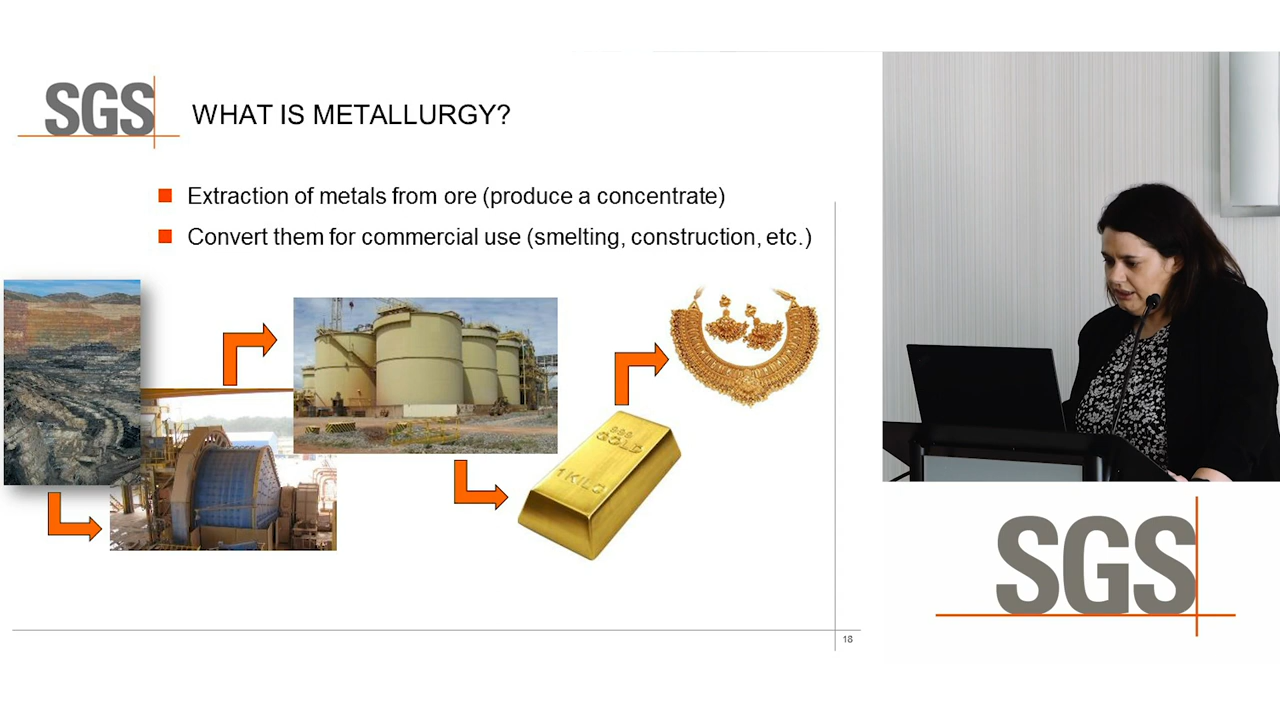 SGS
WHAT IS METALLURGY?
Extraction of metals from ore (produce a concentrate)
Convert them for commercial use (smelting, construction, etc.)
999
GOLD
1 KILO
18
SGS